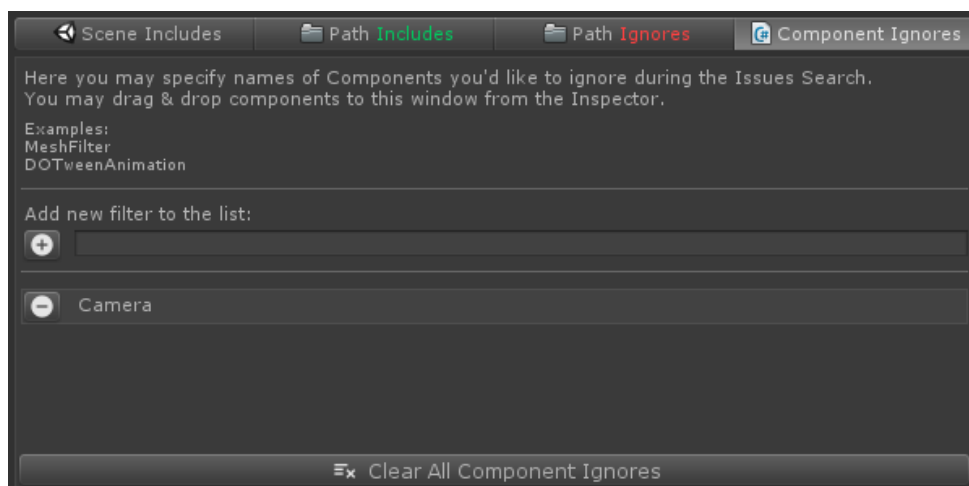 Scene Includes
Path Includes
Path Ignores
Component Ignores
Here you may specify names of Components you'd like to ignore during the Issues Search.
You may drag & drop components to this window from the Inspector.
Examples:
MeshFilter
DOTweenAnimation
Add new filter to the list:
Camera
Clear All Component Ignores